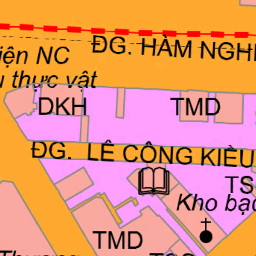 ĐG. HÀM NGHI
iện NC
ụ thực vật
DKH
TMD
ĐG. LÊ CÔNG KIỀU
TS
Kho bạc
TMD